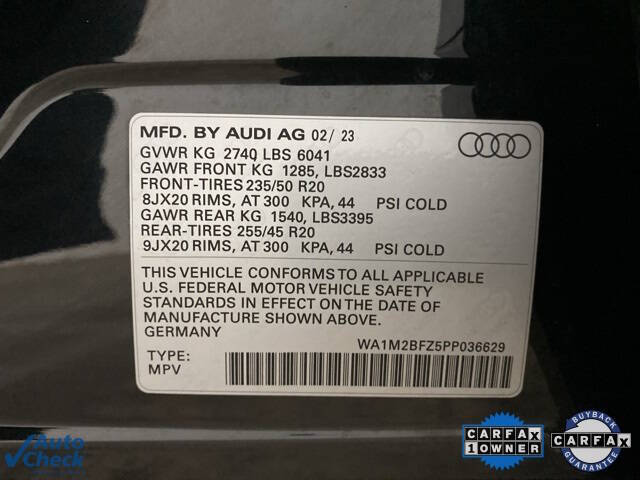 MFD. BY AUDI AG 02/ 23
GVWR KG 2740 LBS 6041
GAWR FRONT KG 1285, LBS2833
FRONT-TIRES 235/50 R20
8JX20 RIMS, AT 300 KPA, 44 PSI COLD
GAWR REAR KG 1540, LBS3395
REAR-TIRES 255/45 R20
9JX20 RIMS, AT 300 KPA, 44 PSI COLD
THIS VEHICLE CONFORMS TO ALL APPLICABLE
U.S. FEDERAL MOTOR VEHICLE SAFETY
STANDARDS IN EFFECT ON THE DATE OF
MANUFACTURE SHOWN ABOVE.
GERMANY
WA1M2BFZ5PP036629
TYPE:
MPV
Auto
Check
CARFAX
1 OWNER
BUYBACK
CARFAX
GUARANTEE